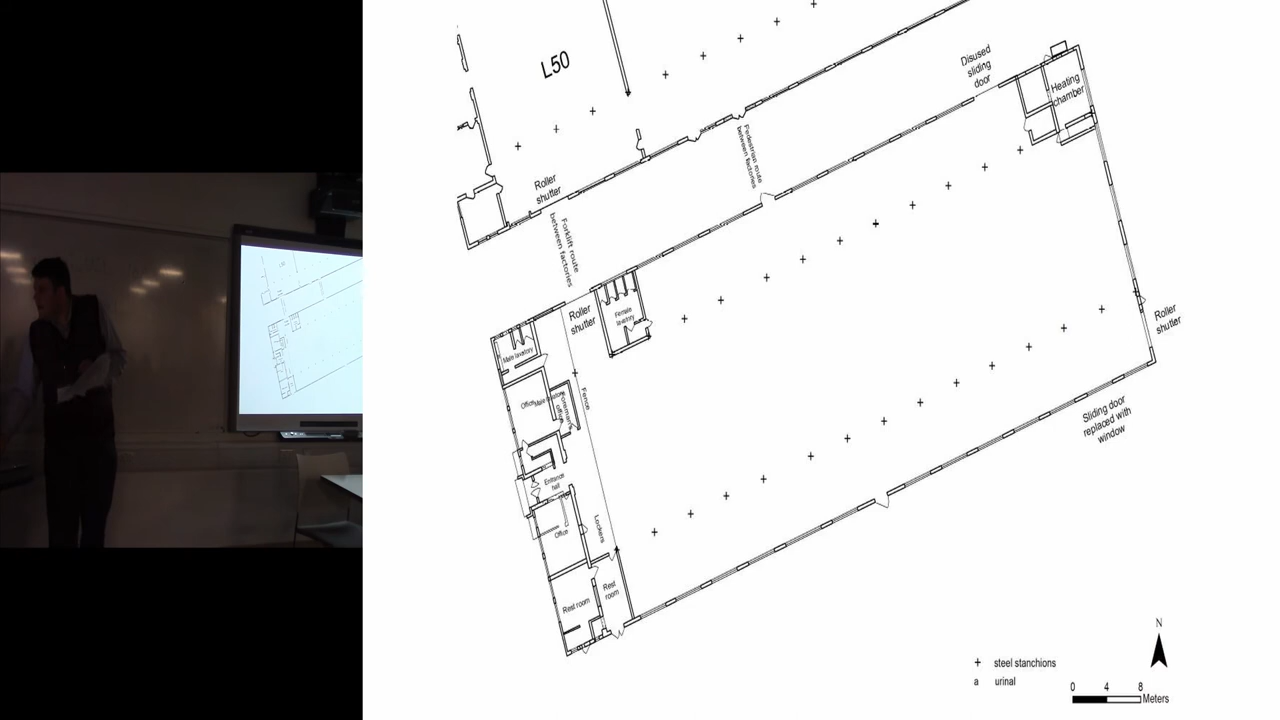 L50
Disused
sliding
door
Heating
chamber
Roller
shutter
Pedestrian route
between factories
Forklift route
between factories
Roller
shutter
Female
lavatory
Male lavatory
Roller
shutter
Office
Foreman's
office
Fence
Sliding door
replaced with
window
Entrance
hall
Lockers
Office
Rest
room
Rest room
N
+ steel stanchions
a urinal
0 4 8
Meters